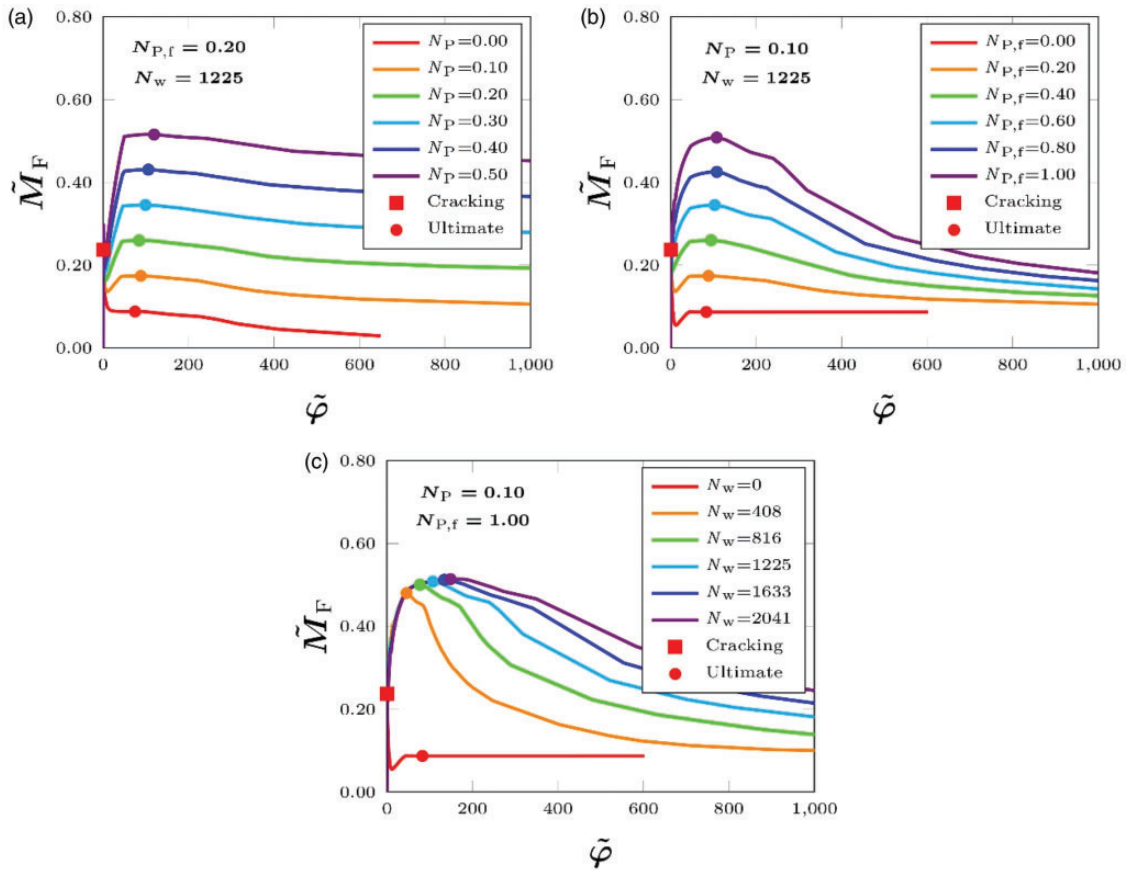 (a)
N_P,f = 0.20
N_w = 1225
N_P=0.00
N_P=0.10
N_P=0.20
N_P=0.30
N_P=0.40
N_P=0.50
Cracking
Ultimate
0.80
0.60
0.40
0.20
0.00
M̃_F
0 200 400 600 800 1,000
φ̃
(b)
N_P = 0.10
N_w = 1225
N_P,f=0.00
N_P,f=0.20
N_P,f=0.40
N_P,f=0.60
N_P,f=0.80
N_P,f=1.00
Cracking
Ultimate
0.80
0.60
0.40
0.20
0.00
M̃_F
0 200 400 600 800 1,000
φ̃
(c)
N_P = 0.10
N_P,f = 1.00
N_w=0
N_w=408
N_w=816
N_w=1225
N_w=1633
N_w=2041
Cracking
Ultimate
0.80
0.60
0.40
0.20
0.00
M̃_F
0 200 400 600 800 1,000
φ̃